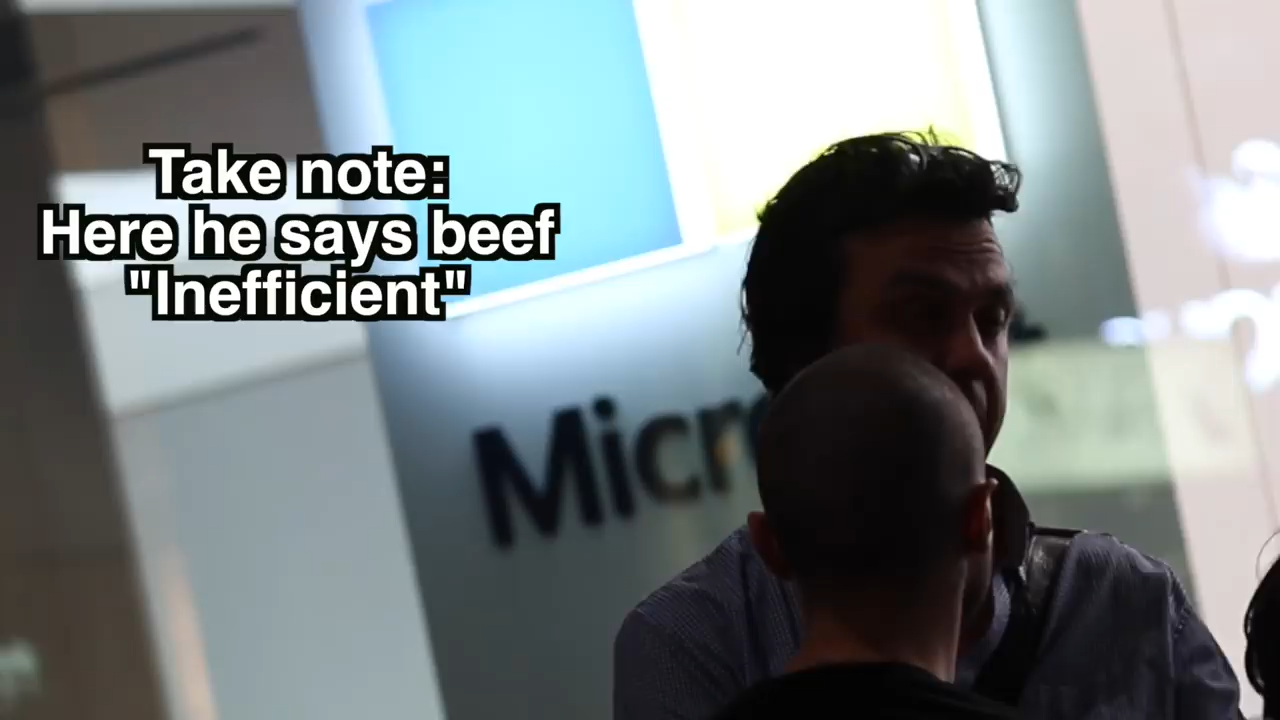 Take note:
Here he says beef
"Inefficient"
Micr